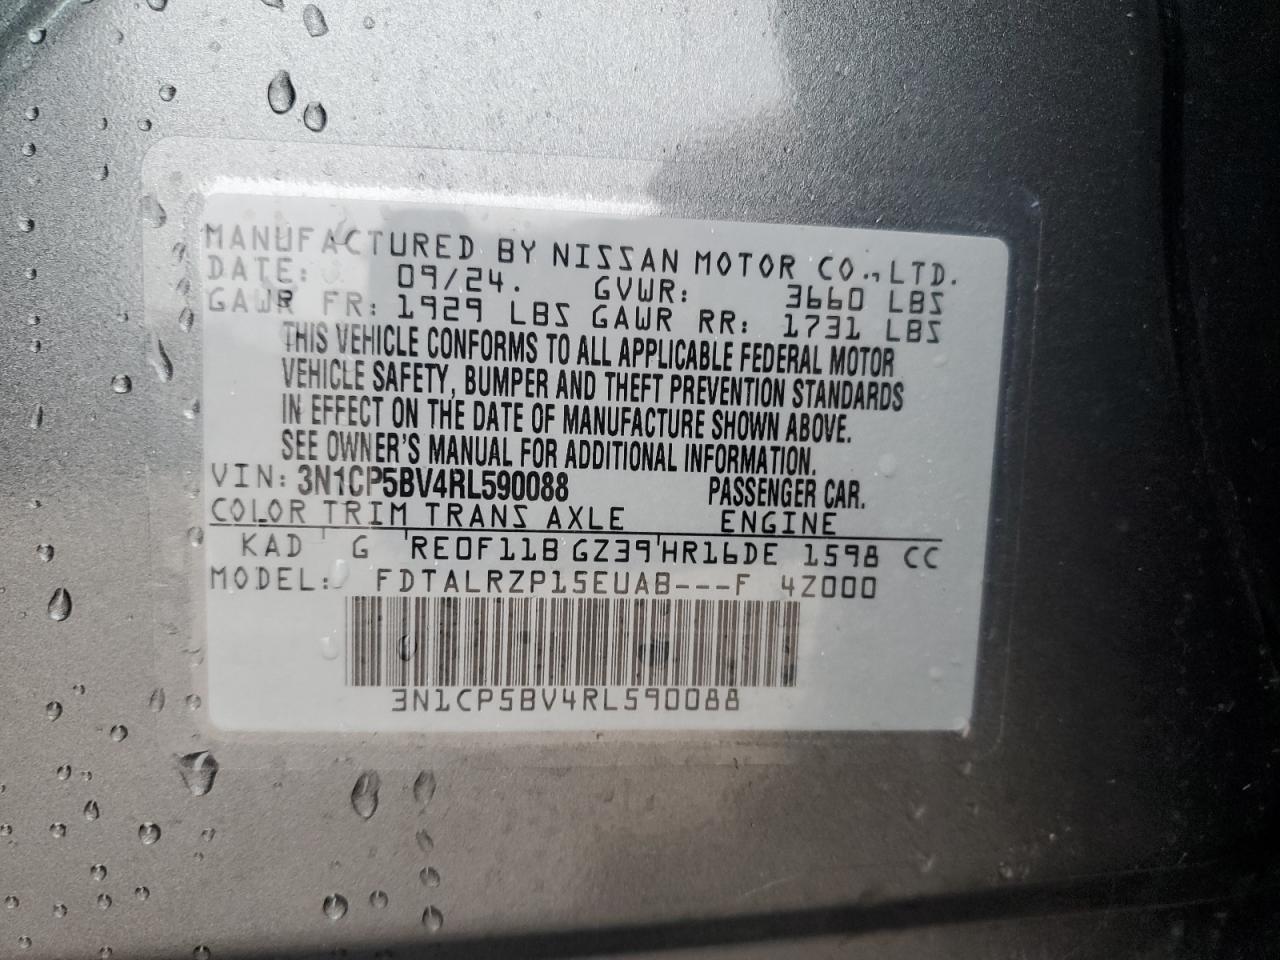 MANUFACTURED BY NISSAN MOTOR CO., LTD.
DATE: 09/24. GVWR: 3660 LBS
GAWR FR: 1929 LBS GAWR RR: 1731 LBS
THIS VEHICLE CONFORMS TO ALL APPLICABLE FEDERAL MOTOR
VEHICLE SAFETY, BUMPER AND THEFT PREVENTION STANDARDS
IN EFFECT ON THE DATE OF MANUFACTURE SHOWN ABOVE.
SEE OWNER'S MANUAL FOR ADDITIONAL INFORMATION.
VIN: 3N1CP5BV4RL590088 PASSENGER CAR.
COLOR TRIM TRANS AXLE ENGINE
KAD G RE0F11B GZ39 HR16DE 1598 CC
MODEL: FDTALRZP15EUAB---F 4Z000
3N1CP5BV4RL590088